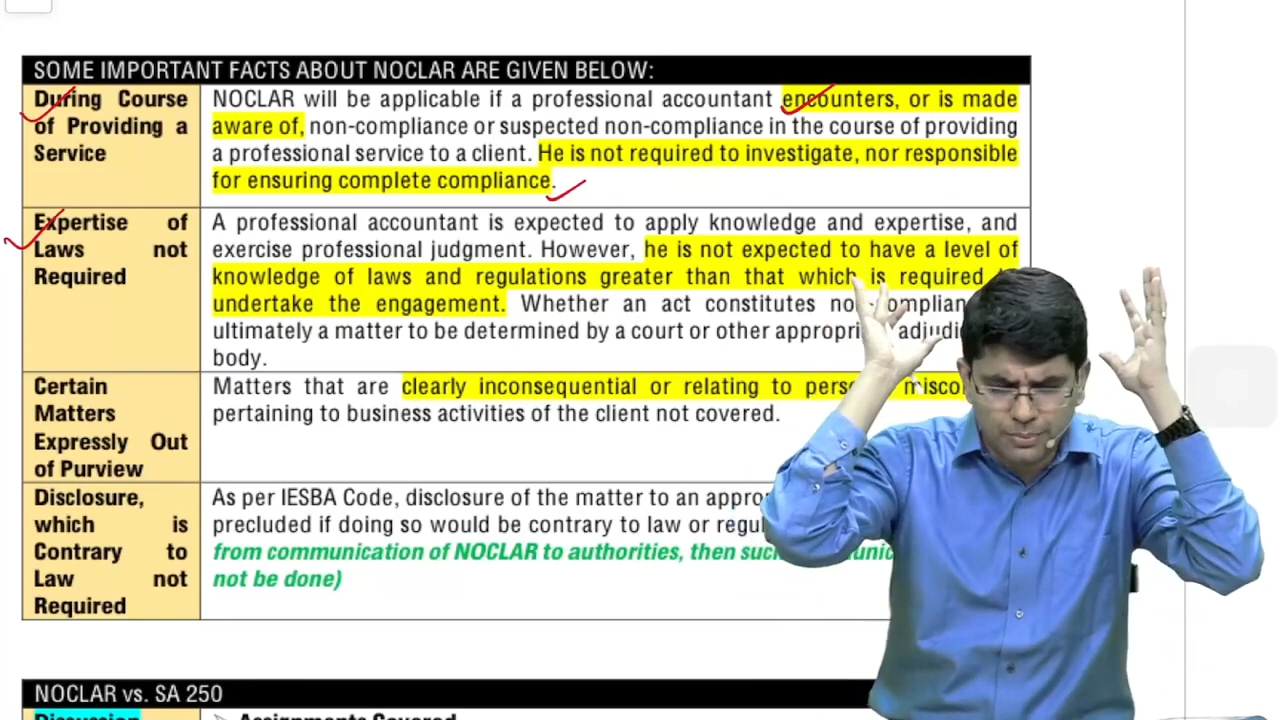 SOME IMPORTANT FACTS ABOUT NOCLAR ARE GIVEN BELOW:
During Course
of Providing a
Service
NOCLAR will be applicable if a professional accountant encounters, or is made
aware of, non-compliance or suspected non-compliance in the course of providing
a professional service to a client. He is not required to investigate, nor responsible
for ensuring complete compliance.
Expertise of
Laws not
Required
A professional accountant is expected to apply knowledge and expertise, and
exercise professional judgment. However, he is not expected to have a level of
knowledge of laws and regulations greater than that which is required
undertake the engagement. Whether an act constitutes
ultimately a matter to be determined by a court or other
body.
Certain
Matters
Expressly Out
of Purview
Matters that are clearly inconsequential or relating to
pertaining to business activities of the client not covered.
Disclosure,
which is
Contrary to
Law not
Required
As per IESBA Code, disclosure of the matter to an
precluded if doing so would be contrary to law or
from communication of NOCLAR to authorities, then
not be done)
NOCLAR vs. SA 250
Discussion
Assignments Covered